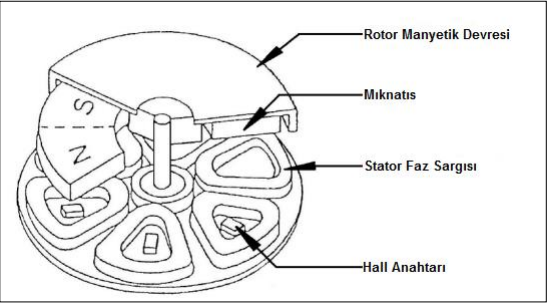 Rotor Manyetik Devresi
Mıknatıs
S
N
Stator Faz Sargısı
Hall Anahtarı